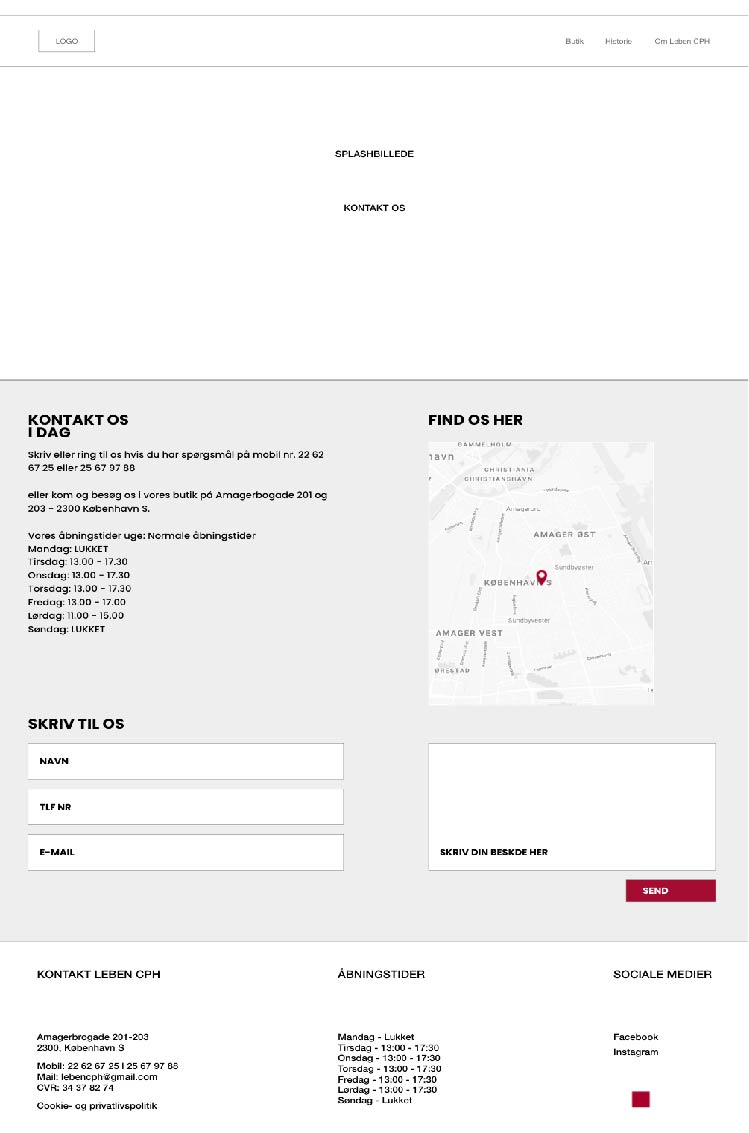 LOGO
Butik
Historie
Om Leben CPH
SPLASHBILLEDE
KONTAKT OS
KONTAKT OS
I DAG
Skriv eller ring til os hvis du har spørgsmål på mobil nr. 22 62
67 25 eller 25 67 97 88
eller kom og besøg os i vores butik på Amagerbogade 201 og
203 – 2300 København S.
Vores åbningstider uge: Normale åbningstider
Mandag: LUKKET
Tirsdag: 13.00 – 17.30
Onsdag: 13.00 – 17.30
Torsdag: 13.00 – 17.30
Fredag: 13.00 – 17.00
Lørdag: 11.00 – 15.00
Søndag: LUKKET
FIND OS HER
GAMMELHOLM
havn
CHRISTIANIA
CHRISTIANSHAVN
Amagerbro
AMAGER ØST
Sundbyøster
KØBENHAVN S
Sundbyvester
AMAGER VEST
ØRESTAD
SKRIV TIL OS
NAVN
TLF NR
E-MAIL
SKRIV DIN BESKDE HER
SEND
KONTAKT LEBEN CPH
Amagerbrogade 201-203
2300, København S
Mobil: 22 62 67 25 I 25 67 97 88
Mail: lebencph@gmail.com
CVR: 34 37 82 74
Cookie- og privatlivspolitik
ÅBNINGSTIDER
Mandag - Lukket
Tirsdag - 13:00 - 17:30
Onsdag - 13:00 - 17:30
Torsdag - 13:00 - 17:30
Fredag - 13:00 - 17:30
Lørdag - 13:00 - 17:30
Søndag - Lukket
SOCIALE MEDIER
Facebook
Instagram